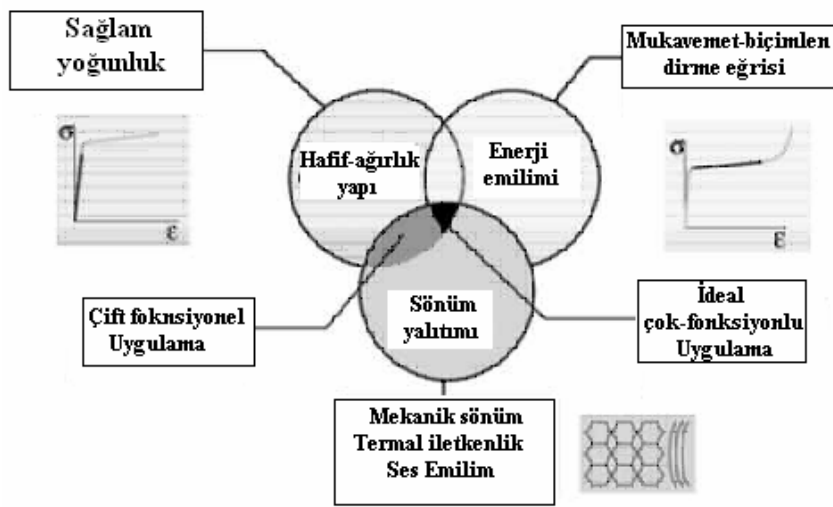 Sağlam
yoğunluk
Mukavemet-biçimlen
dirme eğrisi
σ
ε
Hafif-ağırlık
yapı
Enerji
emilimi
σ
ε
Çift foknsiyonel
Uygulama
Sönüm
yalıtımı
İdeal
çok-fonksiyonlu
Uygulama
Mekanik sönüm
Termal iletkenlik
Ses Emilim